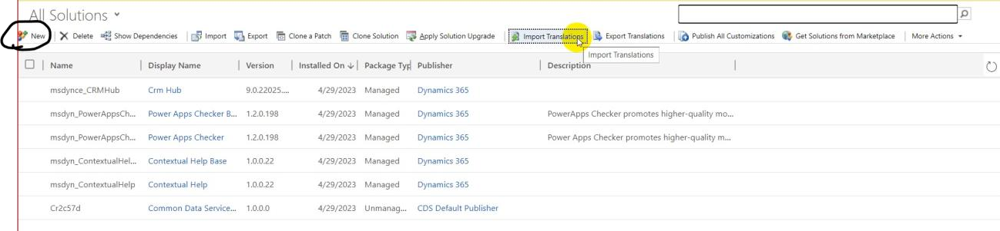 All Solutions
New Delete Show Dependencies Import Export Clone a Patch Clone Solution Apply Solution Upgrade Import Translations Export Translations Publish All Customizations Get Solutions from Marketplace More Actions
Import Translations
Name Display Name Version Installed On Package Typ Publisher Description
msdynce_CRMHub Crm Hub 9.0.22025.... 4/29/2023 Managed Dynamics 365
msdyn_PowerAppsCh... Power Apps Checker B... 1.2.0.198 4/29/2023 Managed Dynamics 365 PowerApps Checker promotes higher-quality mo...
msdyn_PowerAppsCh... Power Apps Checker 1.2.0.198 4/29/2023 Managed Dynamics 365 Power Apps Checker promotes higher-quality m...
msdyn_ContextualHel... Contextual Help Base 1.0.0.22 4/29/2023 Managed Dynamics 365
msdyn_ContextualHelp Contextual Help 1.0.0.22 4/29/2023 Managed Dynamics 365
Cr2c57d Common Data Service... 1.0.0.0 4/29/2023 Unmanag... CDS Default Publisher